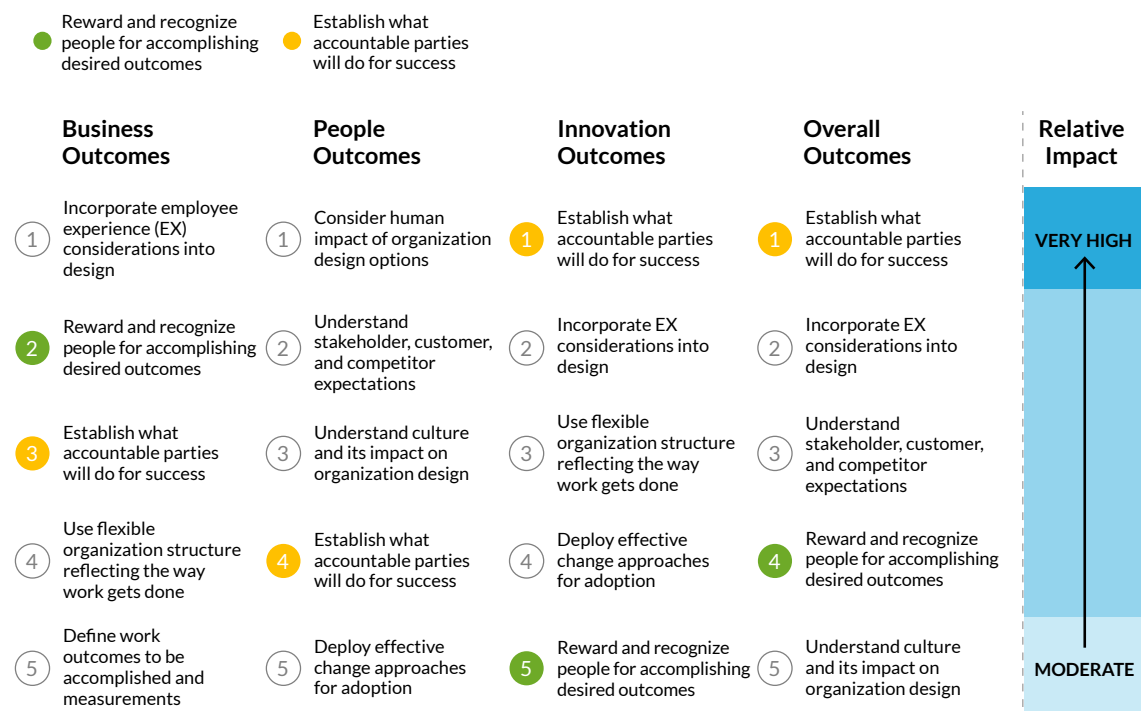 Reward and recognize
people for accomplishing
desired outcomes
Establish what
accountable parties
will do for success
Business
Outcomes
People
Outcomes
Innovation
Outcomes
Overall
Outcomes
Relative
Impact
1
Incorporate employee
experience (EX)
considerations into
design
1
Consider human
impact of organization
design options
1
Establish what
accountable parties
will do for success
1
Establish what
accountable parties
will do for success
VERY HIGH
2
Reward and recognize
people for accomplishing
desired outcomes
2
Understand
stakeholder, customer,
and competitor
expectations
2
Incorporate EX
considerations into
design
2
Incorporate EX
considerations into
design
3
Establish what
accountable parties
will do for success
3
Understand culture
and its impact on
organization design
3
Use flexible
organization structure
reflecting the way
work gets done
3
Understand
stakeholder, customer,
and competitor
expectations
4
Use flexible
organization structure
reflecting the way
work gets done
4
Establish what
accountable parties
will do for success
4
Deploy effective
change approaches
for adoption
4
Reward and recognize
people for accomplishing
desired outcomes
5
Define work
outcomes to be
accomplished and
measurements
5
Deploy effective
change approaches
for adoption
5
Reward and recognize
people for accomplishing
desired outcomes
5
Understand culture
and its impact on
organization design
MODERATE